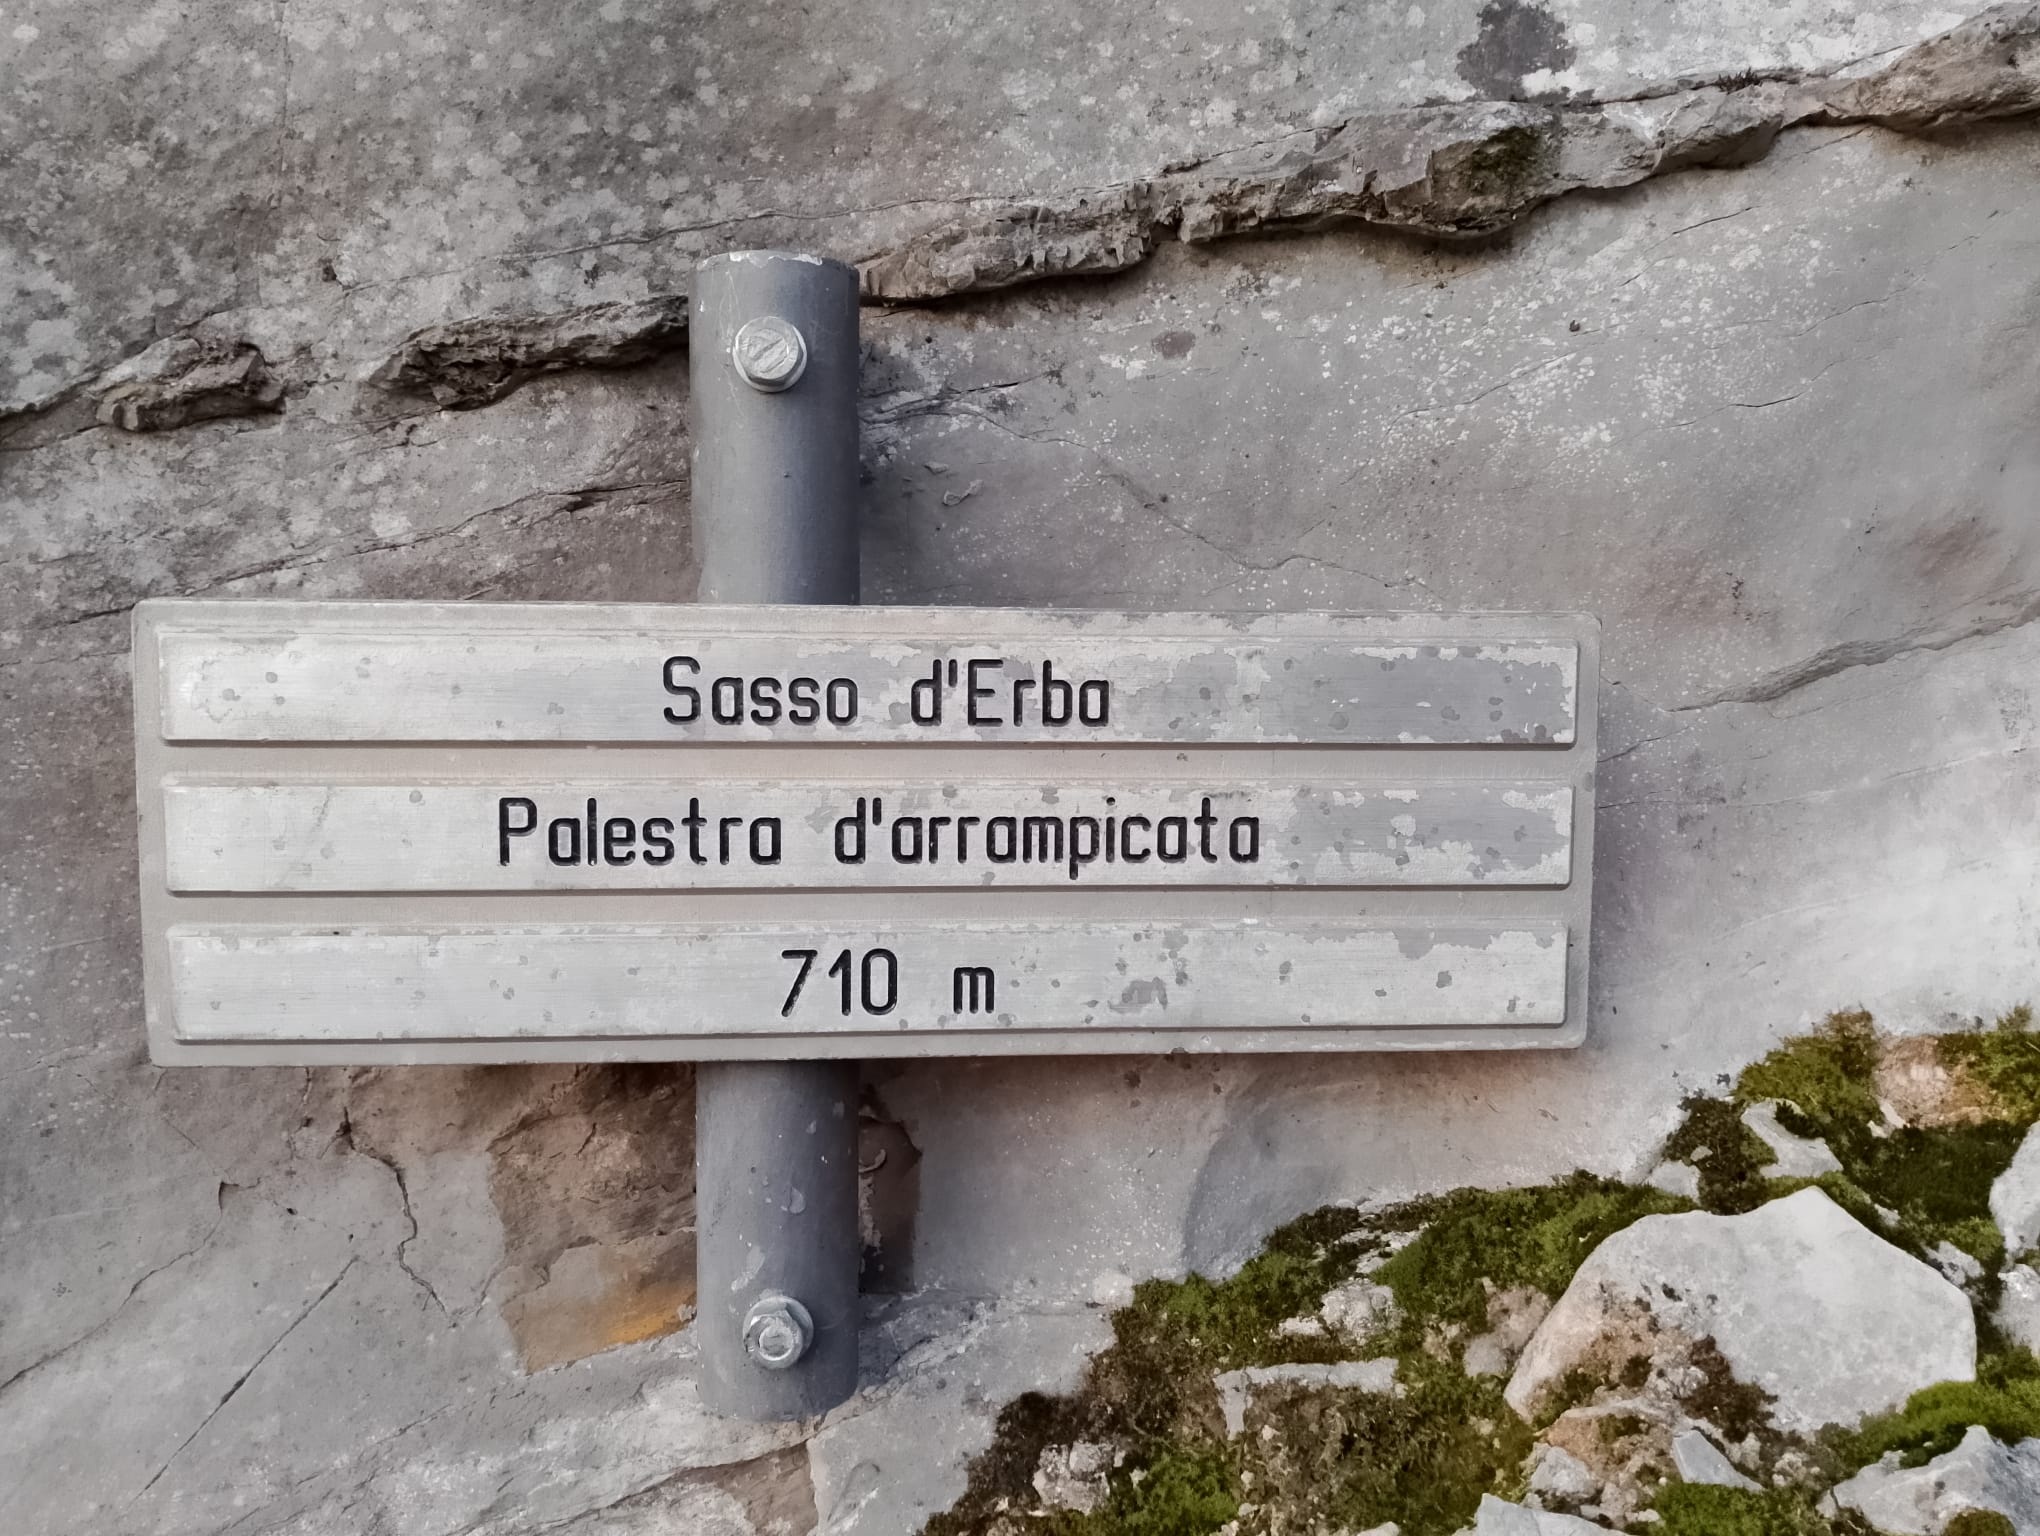 Sasso d'Erba
Palestra d'arrampicata
710 m